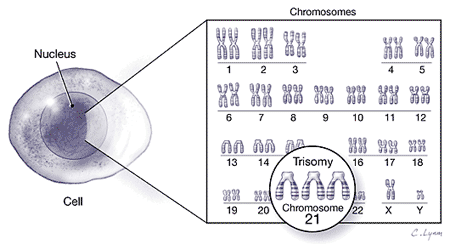 Chromosomes
Nucleus
1 2 3 4 5
6 7 8 9 10 11 12
13 14 16 17 18
Trisomy
Chromosome
21
19 20 22 X Y
Cell
C. Lynm